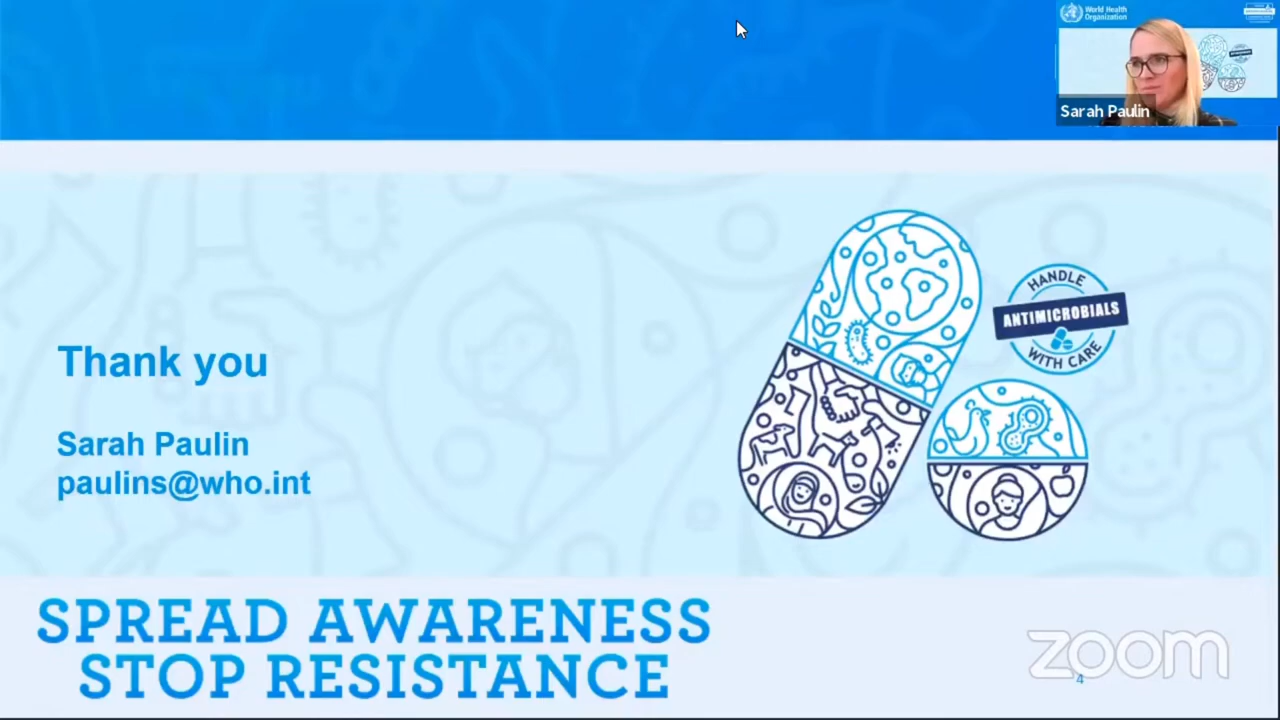 World Health
Organization
Sarah Paulin
HANDLE
ANTIMICROBIALS
WITH CARE
Thank you
Sarah Paulin
paulins@who.int
SPREAD AWARENESS
STOP RESISTANCE
zoom
4